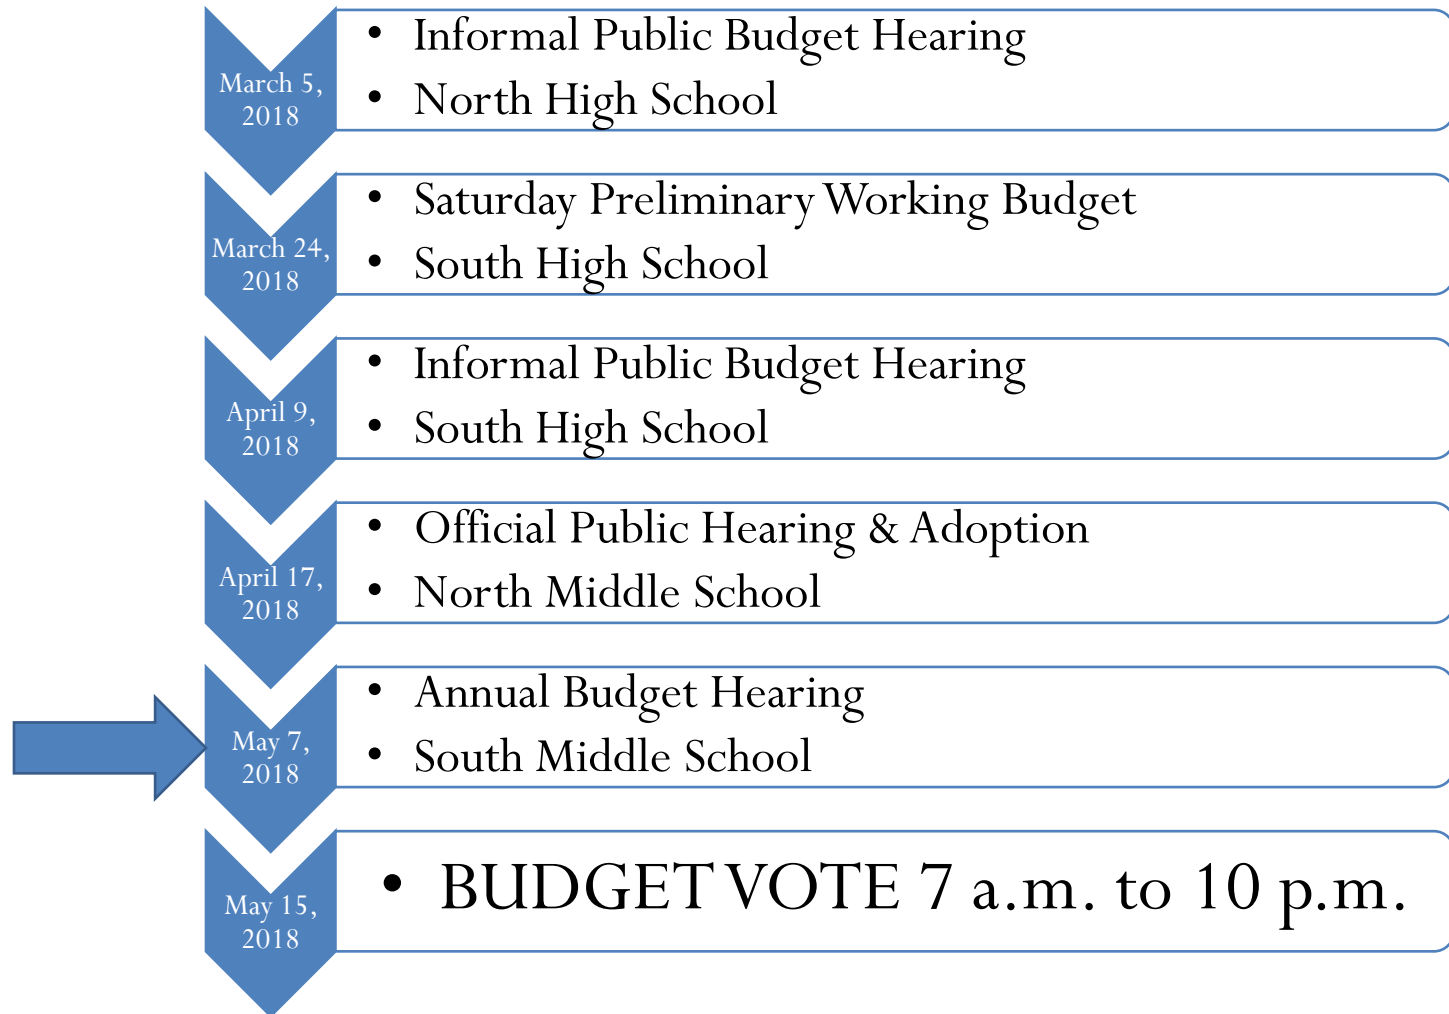 March 5,
2018
• Informal Public Budget Hearing
• North High School
March 24,
2018
• Saturday Preliminary Working Budget
• South High School
April 9,
2018
• Informal Public Budget Hearing
• South High School
April 17,
2018
• Official Public Hearing & Adoption
• North Middle School
May 7,
2018
• Annual Budget Hearing
• South Middle School
May 15,
2018
• BUDGET VOTE 7 a.m. to 10 p.m.